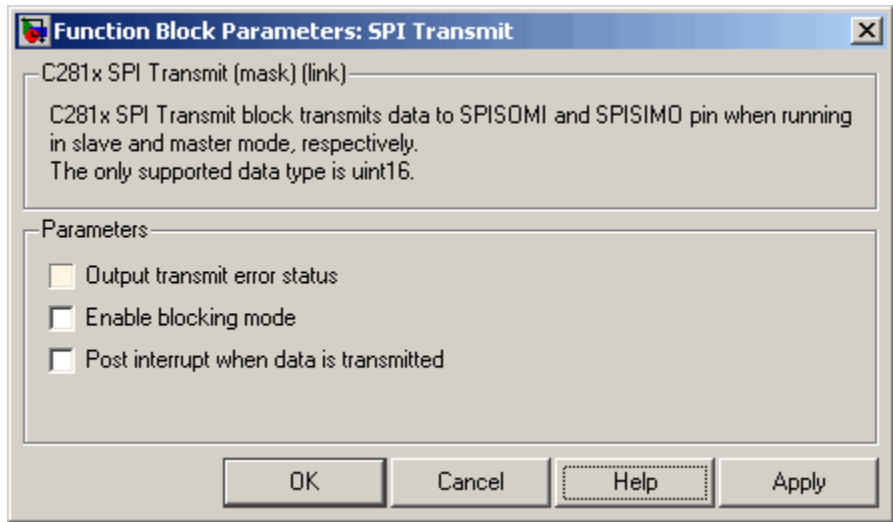 Function Block Parameters: SPI Transmit
C281x SPI Transmit (mask) (link)
C281x SPI Transmit block transmits data to SPISOMI and SPISIMO pin when running
in slave and master mode, respectively.
The only supported data type is uint16.
Parameters
Output transmit error status
Enable blocking mode
Post interrupt when data is transmitted
OK Cancel Help Apply